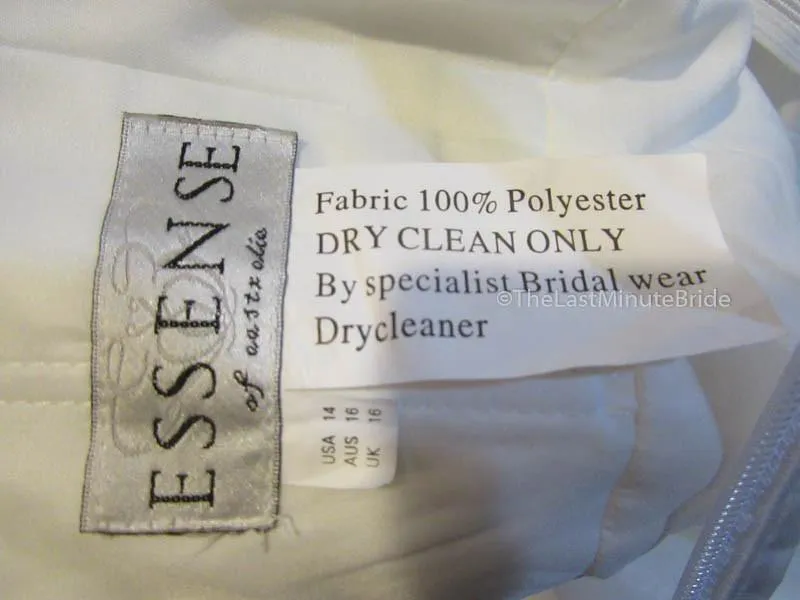 ESSENSE
of australia
Fabric 100% Polyester
DRY CLEAN ONLY
By specialist Bridal wear
Drycleaner
©TheLastMinuteBride
USA 14
AUS 16
UK 16